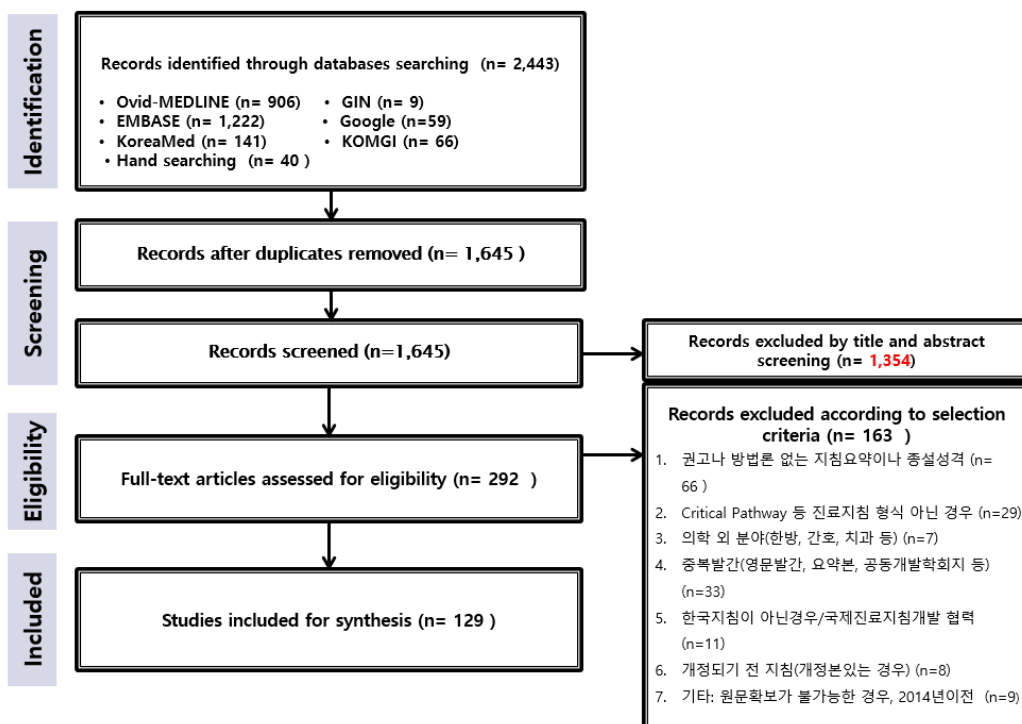 Identification
Records identified through databases searching (n= 2,443)
• Ovid-MEDLINE (n= 906) • GIN (n= 9)
• EMBASE (n= 1,222) • Google (n=59)
• KoreaMed (n= 141) • KOMGI (n= 66)
• Hand searching (n= 40 )
Screening
Records after duplicates removed (n= 1,645 )
Records screened (n=1,645)
Records excluded by title and abstract
screening (n= 1,354)
Eligibility
Full-text articles assessed for eligibility (n= 292 )
Records excluded according to selection
criteria (n= 163 )
1. 권고나 방법론 없는 지침요약이나 종설성격 (n=
66 )
2. Critical Pathway 등 진료지침 형식 아닌 경우 (n=29)
3. 의학 외 분야(한방, 간호, 치과 등) (n=7)
4. 중복발간(영문발간, 요약본, 공동개발학회지 등)
(n=33)
5. 한국지침이 아닌경우/국제진료지침개발 협력
(n=11)
6. 개정되기 전 지침(개정본있는 경우) (n=8)
7. 기타: 원문확보가 불가능한 경우, 2014년이전 (n=9)
Included
Studies included for synthesis (n= 129 )